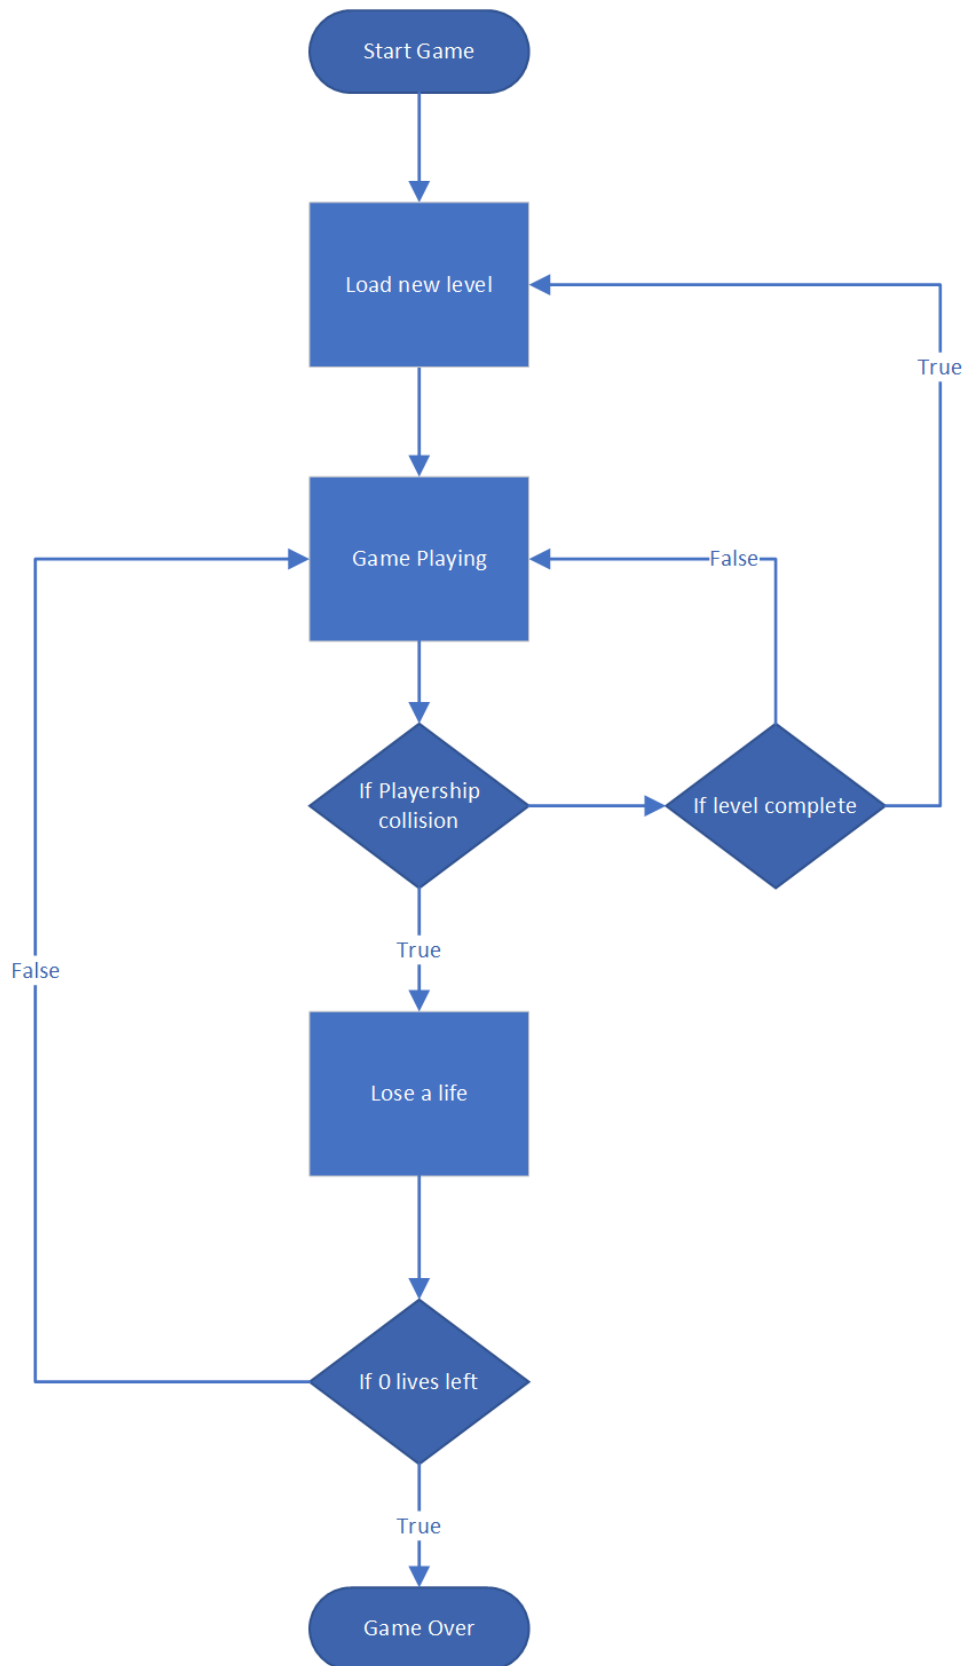 Start Game
Load new level
True
Game Playing
False
If Playership
collision
If level complete
True
False
Lose a life
If 0 lives left
True
Game Over